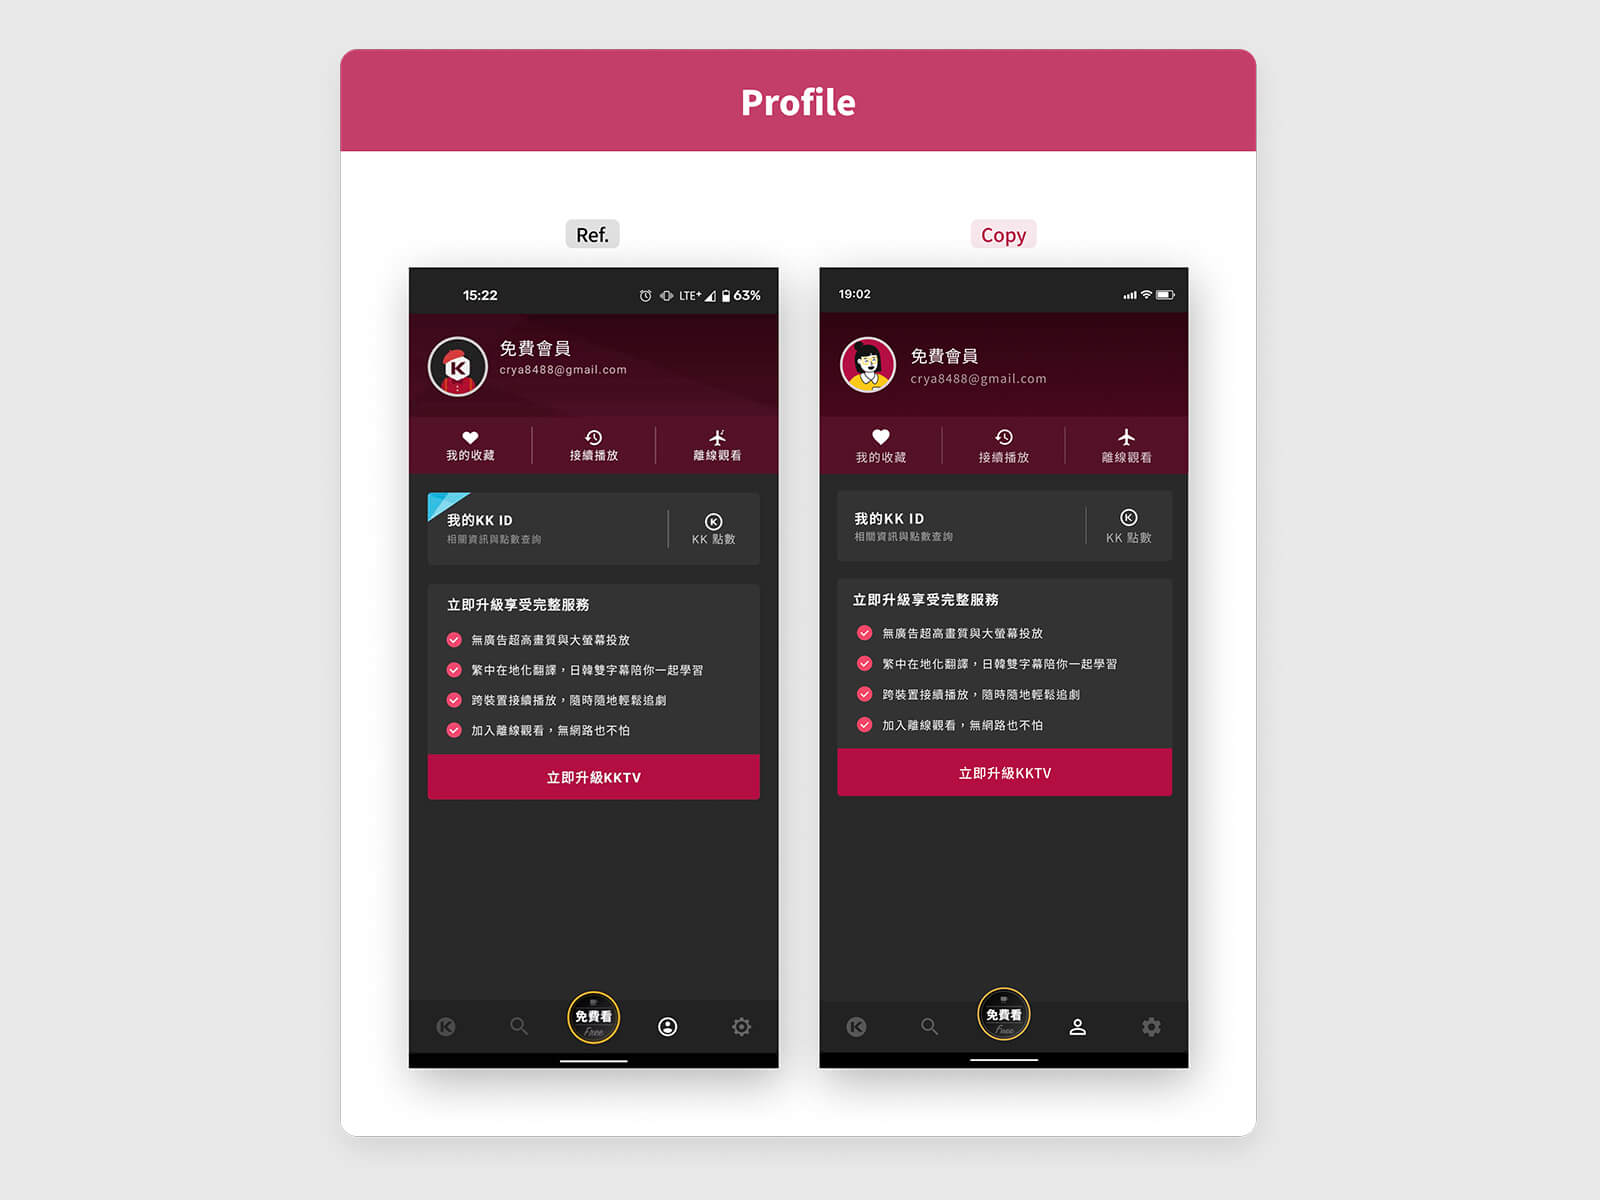 Profile
Ref.
15:22
LTE+
63%
免費會員
crya8488@gmail.com
我的收藏
接續播放
離線觀看
我的KK ID
相關資訊與點數查詢
KK 點數
立即升級享受完整服務
無廣告超高畫質與大螢幕投放
繁中在地化翻譯，日韓雙字幕陪你一起學習
跨裝置接續播放，隨時隨地輕鬆追劇
加入離線觀看，無網路也不怕
立即升級KKTV
免費看
Free
Copy
19:02
免費會員
crya8488@gmail.com
我的收藏
接續播放
離線觀看
我的KK ID
相關資訊與點數查詢
KK 點數
立即升級享受完整服務
無廣告超高畫質與大螢幕投放
繁中在地化翻譯，日韓雙字幕陪你一起學習
跨裝置接續播放，隨時隨地輕鬆追劇
加入離線觀看，無網路也不怕
立即升級KKTV
免費看
Free